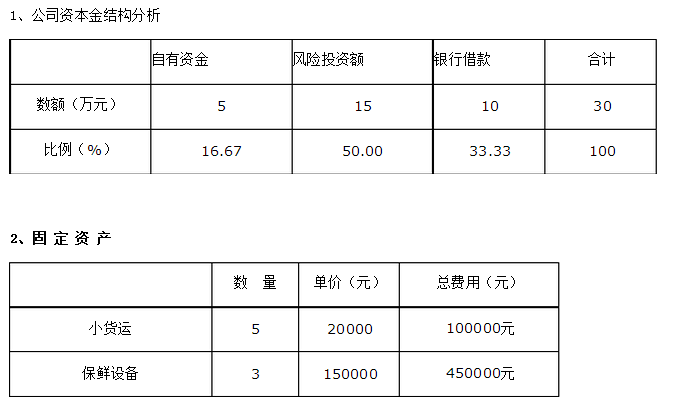 1、公司资本金结构分析
自有资金 风险投资额 银行借款 合计
数额（万元） 5 15 10 30
比例（%） 16.67 50.00 33.33 100
2、固 定 资 产
数 量 单价（元） 总费用（元）
小货运 5 20000 100000元
保鲜设备 3 150000 450000元